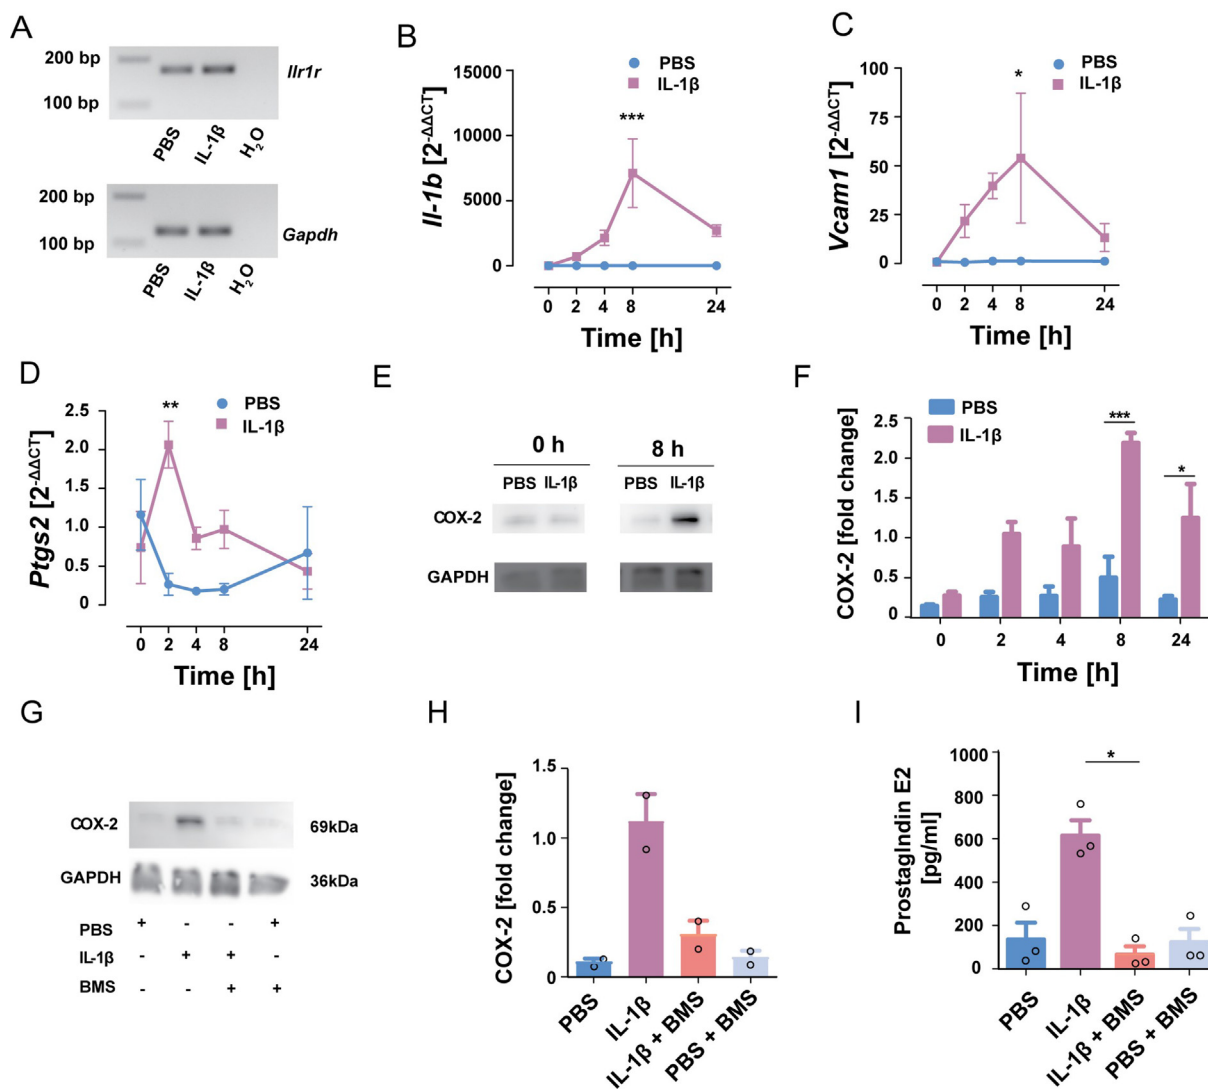 A
200 bp
100 bp
Ilr1r
PBS
IL-1β
H2O
200 bp
100 bp
Gapdh
PBS
IL-1β
H2O
B
PBS
IL-1β
Il-1b [2-ΔΔCT]
15000
10000
5000
0
***
0 2 4 8 24
Time [h]
C
PBS
IL-1β
Vcam1 [2-ΔΔCT]
100
75
50
25
0
*
0 2 4 8 24
Time [h]
D
PBS
IL-1β
Ptgs2 [2-ΔΔCT]
2.5
2.0
1.5
1.0
0.5
0
**
0 2 4 8 24
Time [h]
E
0 h 8 h
PBS IL-1β PBS IL-1β
COX-2
GAPDH
F
PBS
IL-1β
COX-2 [fold change]
2.5
2.0
1.5
1.0
0.5
0
***
*
0 2 4 8 24
Time [h]
G
COX-2 69kDa
GAPDH 36kDa
PBS + - - +
IL-1β - + + -
BMS - - + +
H
COX-2 [fold change]
1.5
1.0
0.5
0
PBS
IL-1β
IL-1β + BMS
PBS + BMS
I
Prostaglndin E2
[pg/ml]
1000
800
600
400
200
0
*
PBS
IL-1β
IL-1β + BMS
PBS + BMS